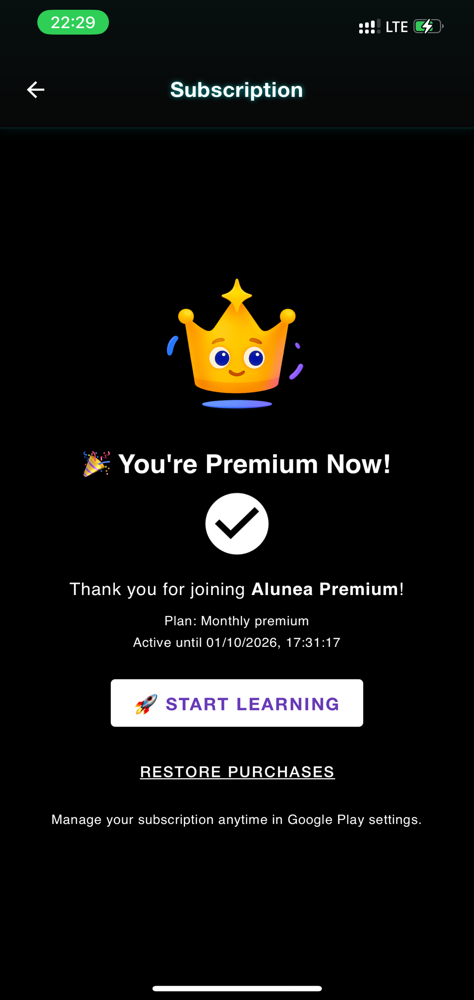 22:29
LTE
Subscription
🎉 You're Premium Now!
Thank you for joining Alunea Premium!
Plan: Monthly premium
Active until 01/10/2026, 17:31:17
🚀 START LEARNING
RESTORE PURCHASES
Manage your subscription anytime in Google Play settings.